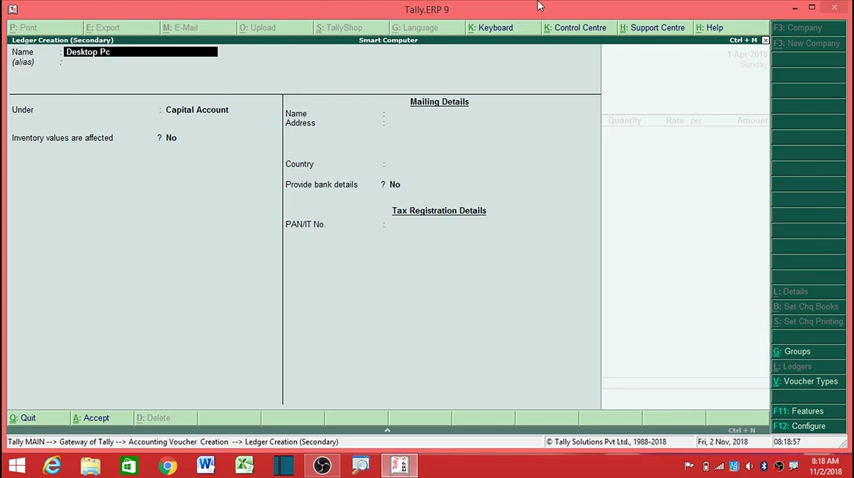 Tally.ERP 9
P: Print E: Export M: E-Mail O: Upload S: TallyShop G: Language K: Keyboard K: Control Centre H: Support Centre H: Help F3: Company
Ledger Creation (Secondary) Smart Computer Ctrl + M F3: New Company
Name : Desktop Pc
(alias) :
1-Apr-2018
Sunday,
Mailing Details
Under : Capital Account
Name :
Address :
Quantity Rate per Amount
Inventory values are affected ? No
Country :
Provide bank details ? No
Tax Registration Details
PAN/IT No. :
L: Details
B: Set Chq Books
S: Set Chq Printing
G: Groups
L: Ledgers
V: Voucher Types
F11: Features
F12: Configure
Q: Quit A: Accept D: Delete
Ctrl + N
Tally MAIN --> Gateway of Tally --> Accounting Voucher Creation --> Ledger Creation (Secondary) © Tally Solutions Pvt Ltd., 1988-2018 Fri, 2 Nov, 2018 08:18:57
8:18 AM
11/2/2018